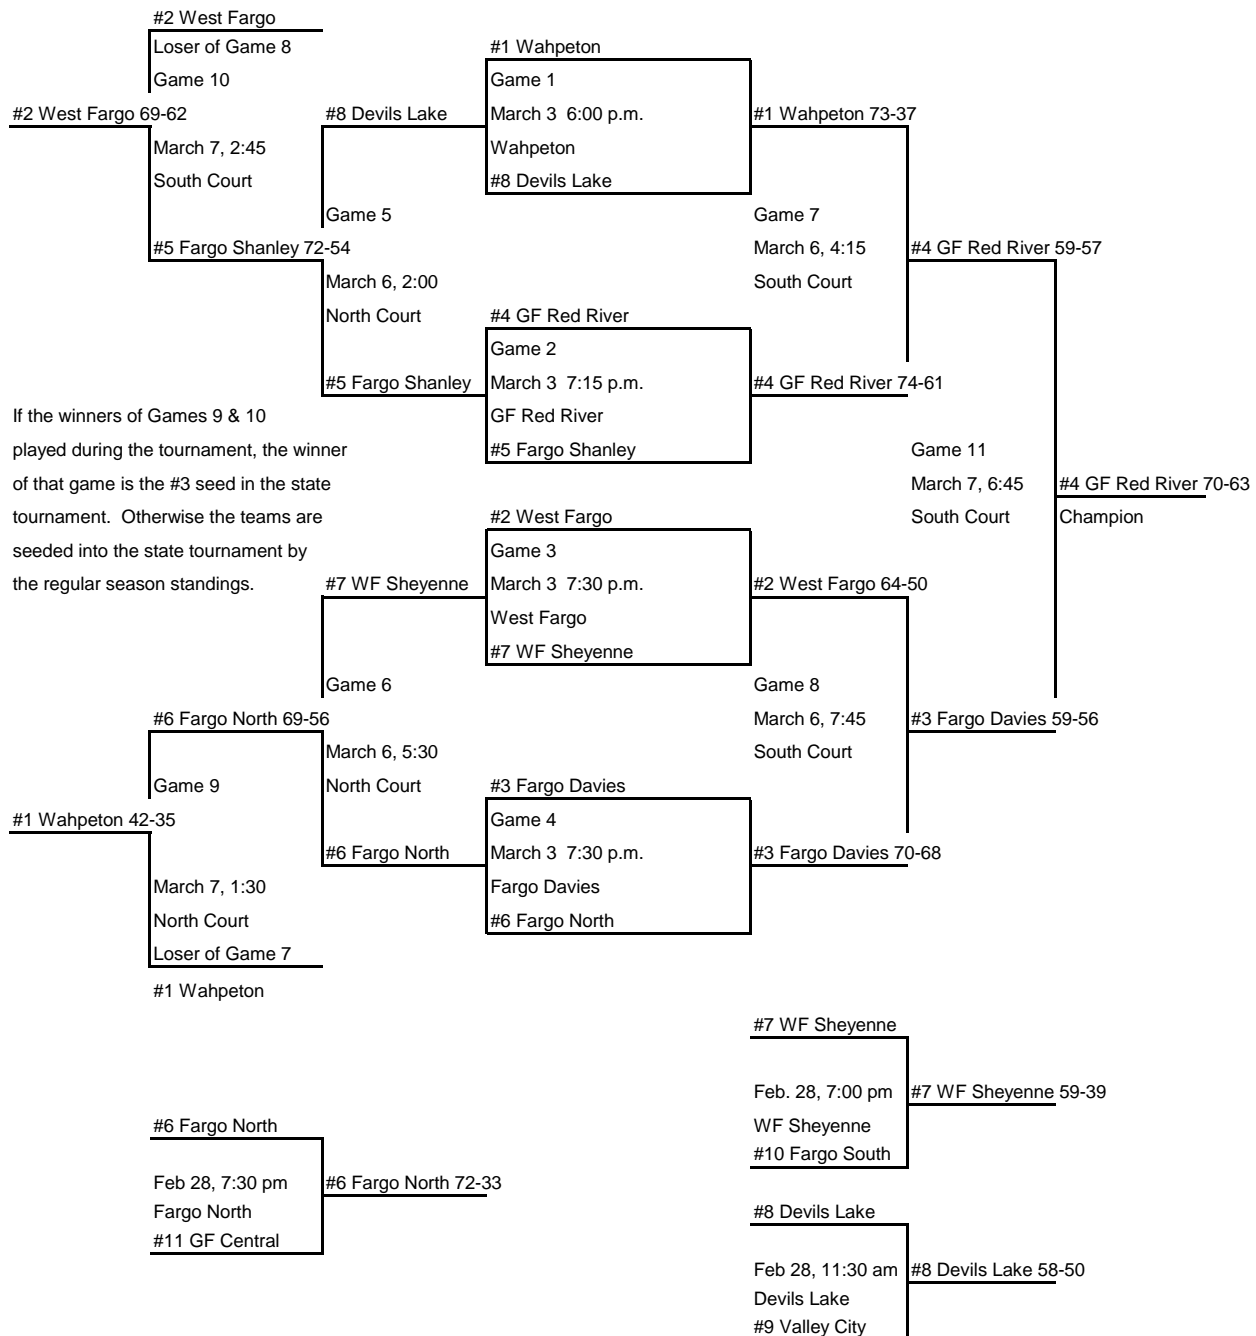 #2 West Fargo
Loser of Game 8
Game 10
#2 West Fargo 69-62
March 7, 2:45
South Court
#5 Fargo Shanley 72-54
#8 Devils Lake
Game 5
March 6, 2:00
North Court
#5 Fargo Shanley
#1 Wahpeton
Game 1
March 3  6:00 p.m.
Wahpeton
#8 Devils Lake
#1 Wahpeton 73-37
Game 7
March 6, 4:15
South Court
#4 GF Red River 59-57
#4 GF Red River
Game 2
March 3  7:15 p.m.
GF Red River
#5 Fargo Shanley
#4 GF Red River 74-61
If the winners of Games 9 & 10
played during the tournament, the winner
of that game is the #3 seed in the state
tournament.  Otherwise the teams are
seeded into the state tournament by
the regular season standings.
Game 11
March 7, 6:45
South Court
#4 GF Red River 70-63
Champion
#2 West Fargo
Game 3
March 3  7:30 p.m.
West Fargo
#7 WF Sheyenne
#7 WF Sheyenne
#2 West Fargo 64-50
Game 6
March 6, 5:30
North Court
#6 Fargo North
Game 8
March 6, 7:45
South Court
#3 Fargo Davies 59-56
#6 Fargo North 69-56
Game 9
#1 Wahpeton 42-35
March 7, 1:30
North Court
Loser of Game 7
#1 Wahpeton
#3 Fargo Davies
Game 4
March 3  7:30 p.m.
Fargo Davies
#6 Fargo North
#3 Fargo Davies 70-68
#7 WF Sheyenne
Feb. 28, 7:00 pm
WF Sheyenne
#10 Fargo South
#7 WF Sheyenne 59-39
#6 Fargo North
Feb 28, 7:30 pm
Fargo North
#11 GF Central
#6 Fargo North 72-33
#8 Devils Lake
Feb 28, 11:30 am
Devils Lake
#9 Valley City
#8 Devils Lake 58-50